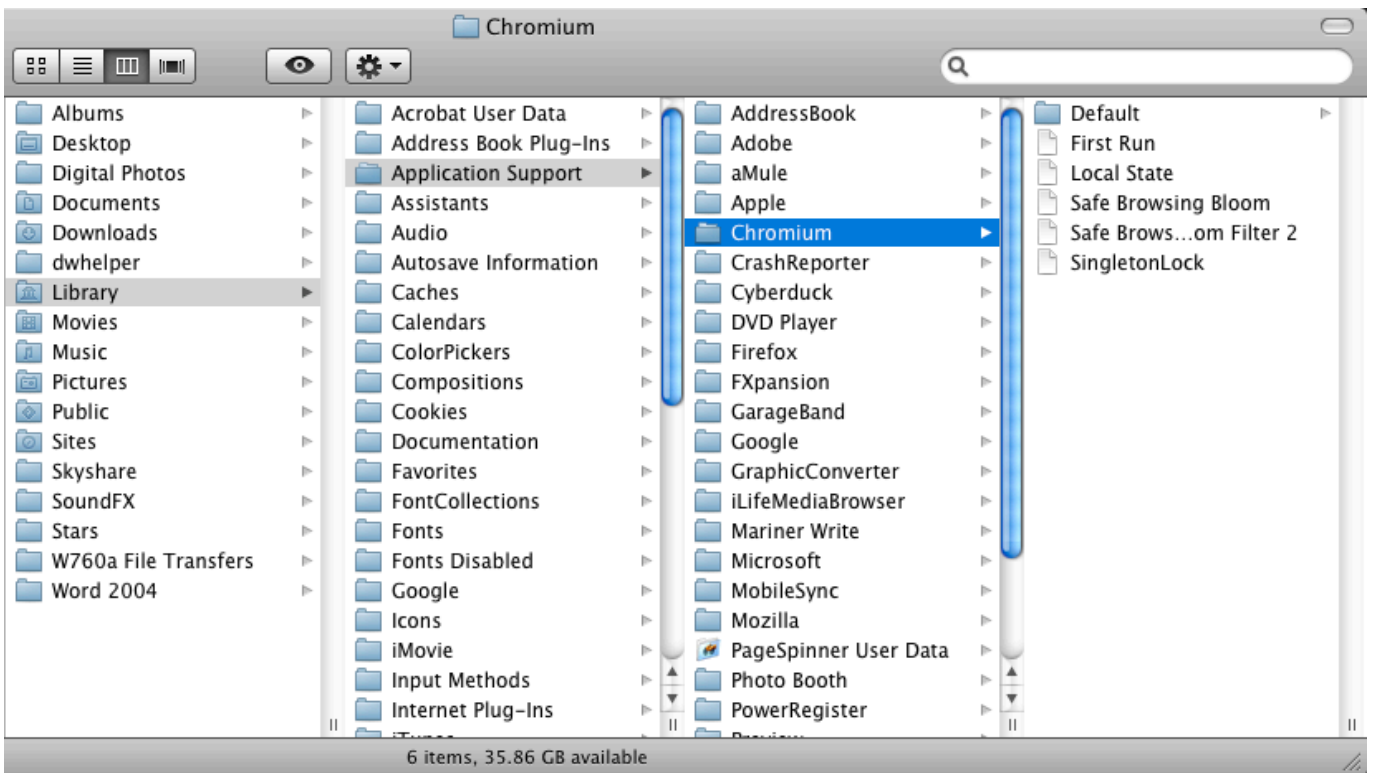 Chromium
Albums
Desktop
Digital Photos
Documents
Downloads
dwhelper
Library
Movies
Music
Pictures
Public
Sites
Skyshare
SoundFX
Stars
W760a File Transfers
Word 2004
Acrobat User Data
Address Book Plug-Ins
Application Support
Assistants
Audio
Autosave Information
Caches
Calendars
ColorPickers
Compositions
Cookies
Documentation
Favorites
FontCollections
Fonts
Fonts Disabled
Google
Icons
iMovie
Input Methods
Internet Plug-Ins
AddressBook
Adobe
aMule
Apple
Chromium
CrashReporter
Cyberduck
DVD Player
Firefox
FXpansion
GarageBand
Google
GraphicConverter
iLifeMediaBrowser
Mariner Write
Microsoft
MobileSync
Mozilla
PageSpinner User Data
Photo Booth
PowerRegister
Default
First Run
Local State
Safe Browsing Bloom
Safe Brows...om Filter 2
SingletonLock
6 items, 35.86 GB available